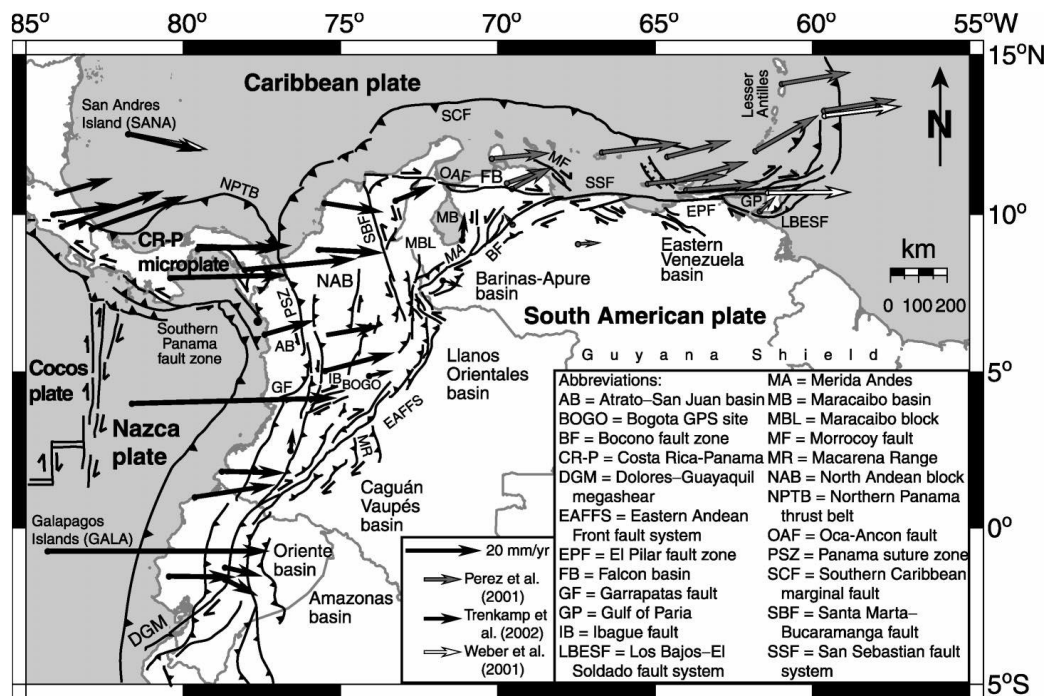 85°
80°
75°
70°
65°
60°
55°W
15°N
10°
5°
0°
5°S
Caribbean plate
San Andres
Island (SANA)
SCF
Lesser
Antilles
N
NPTB
OAF
FB
MF
SSF
GP
EPF
LBESF
CR-P
microplate
SBF
MB
MBL
MA
BF
Eastern
Venezuela
basin
km
0 100 200
NAB
PSZ
Barinas-Apure
basin
South American plate
Southern
Panama
fault zone
AB
Cocos
plate
GF
IB
BOGO
Llanos
Orientales
basin
EAFFS
Nazca
plate
MR
Caguán
Vaupés
basin
Galapagos
Islands (GALA)
Oriente
basin
Amazonas
basin
DGM
20 mm/yr
Perez et al.
(2001)
Trenkamp
et al. (2002)
Weber et al.
(2001)
Guyana Shield
Abbreviations:
AB = Atrato–San Juan basin
BOGO = Bogota GPS site
BF = Bocono fault zone
CR-P = Costa Rica-Panama
DGM = Dolores–Guayaquil
megashear
EAFFS = Eastern Andean
Front fault system
EPF = El Pilar fault zone
FB = Falcon basin
GF = Garrapatas fault
GP = Gulf of Paria
IB = Ibague fault
LBESF = Los Bajos–El
Soldado fault system
MA = Merida Andes
MB = Maracaibo basin
MBL = Maracaibo block
MF = Morrocoy fault
MR = Macarena Range
NAB = North Andean block
NPTB = Northern Panama
thrust belt
OAF = Oca-Ancon fault
PSZ = Panama suture zone
SCF = Southern Caribbean
marginal fault
SBF = Santa Marta–
Bucaramanga fault
SSF = San Sebastian fault
system